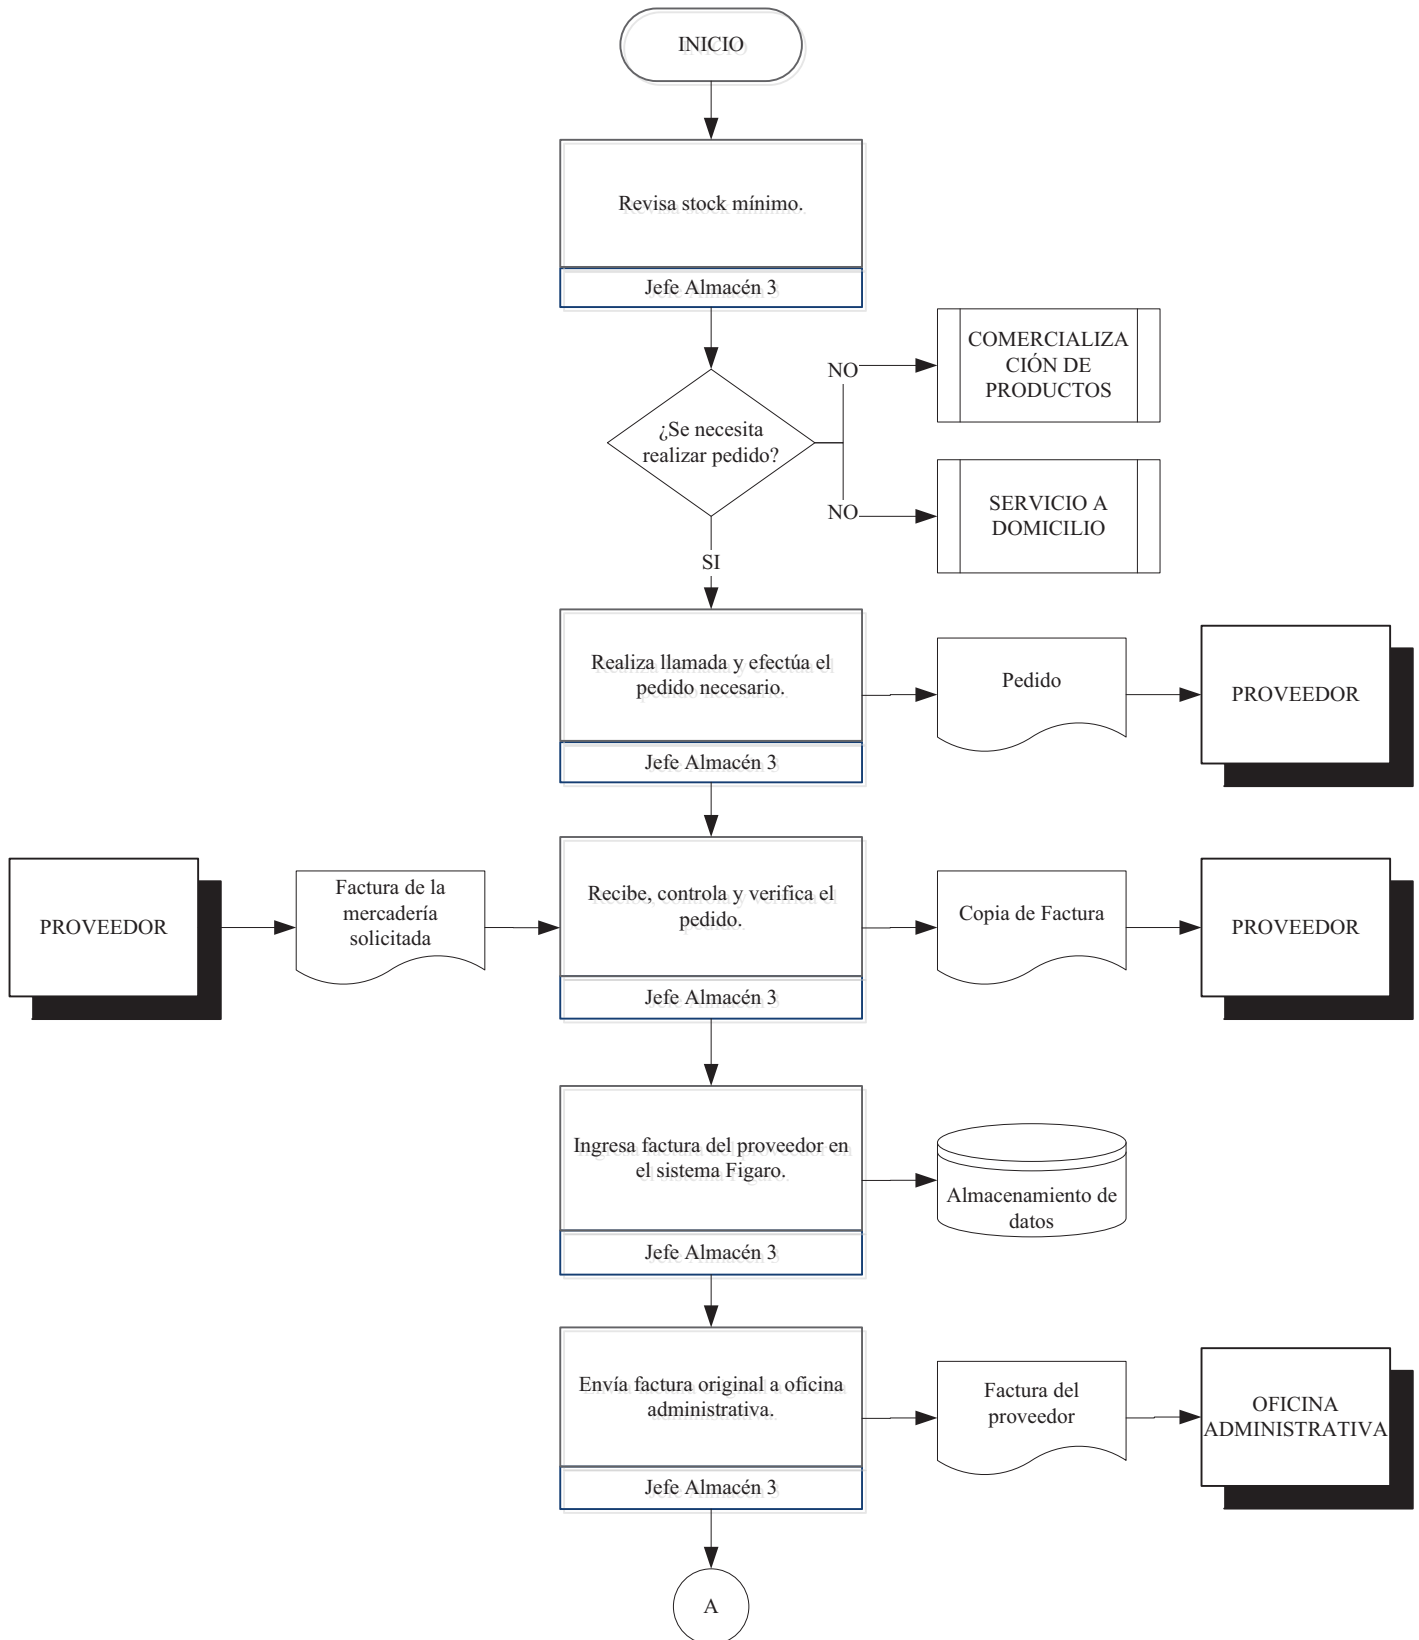 INICIO
Revisa stock mínimo.
Jefe Almacén 3
¿Se necesita
realizar pedido?
NO
COMERCIALIZA
CIÓN DE
PRODUCTOS
NO
SERVICIO A
DOMICILIO
SI
Realiza llamada y efectúa el
pedido necesario.
Jefe Almacén 3
Pedido
PROVEEDOR
PROVEEDOR
Factura de la
mercadería
solicitada
Recibe, controla y verifica el
pedido.
Jefe Almacén 3
Copia de Factura
PROVEEDOR
Ingresa factura del proveedor en
el sistema Figaro.
Jefe Almacén 3
Almacenamiento de
datos
Envía factura original a oficina
administrativa.
Jefe Almacén 3
Factura del
proveedor
OFICINA
ADMINISTRATIVA
A